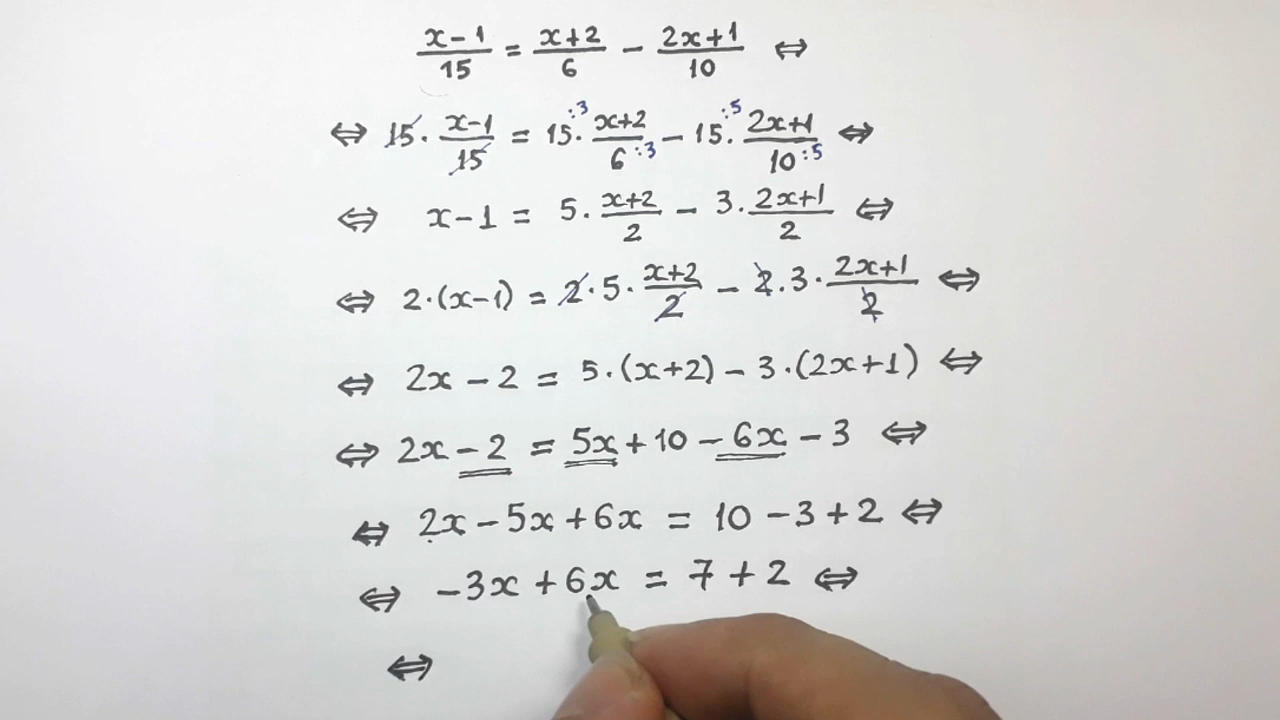 x-1/15 = x+2/6 - 2x+1/10 ⇔
⇔ 15 · x-1/15 = 15 :3 · x+2/6 :3 - 15 :5 · 2x+1/10 :5 ⇔
⇔ x-1 = 5 · x+2/2 - 3 · 2x+1/2 ⇔
⇔ 2·(x-1) = 2·5· x+2/2 - 2·3· 2x+1/2 ⇔
⇔ 2x-2 = 5·(x+2) - 3·(2x+1) ⇔
⇔ 2x-2 = 5x+10-6x-3 ⇔
⇔ 2x-5x+6x = 10-3+2 ⇔
⇔ -3x+6x = 7+2 ⇔
⇔